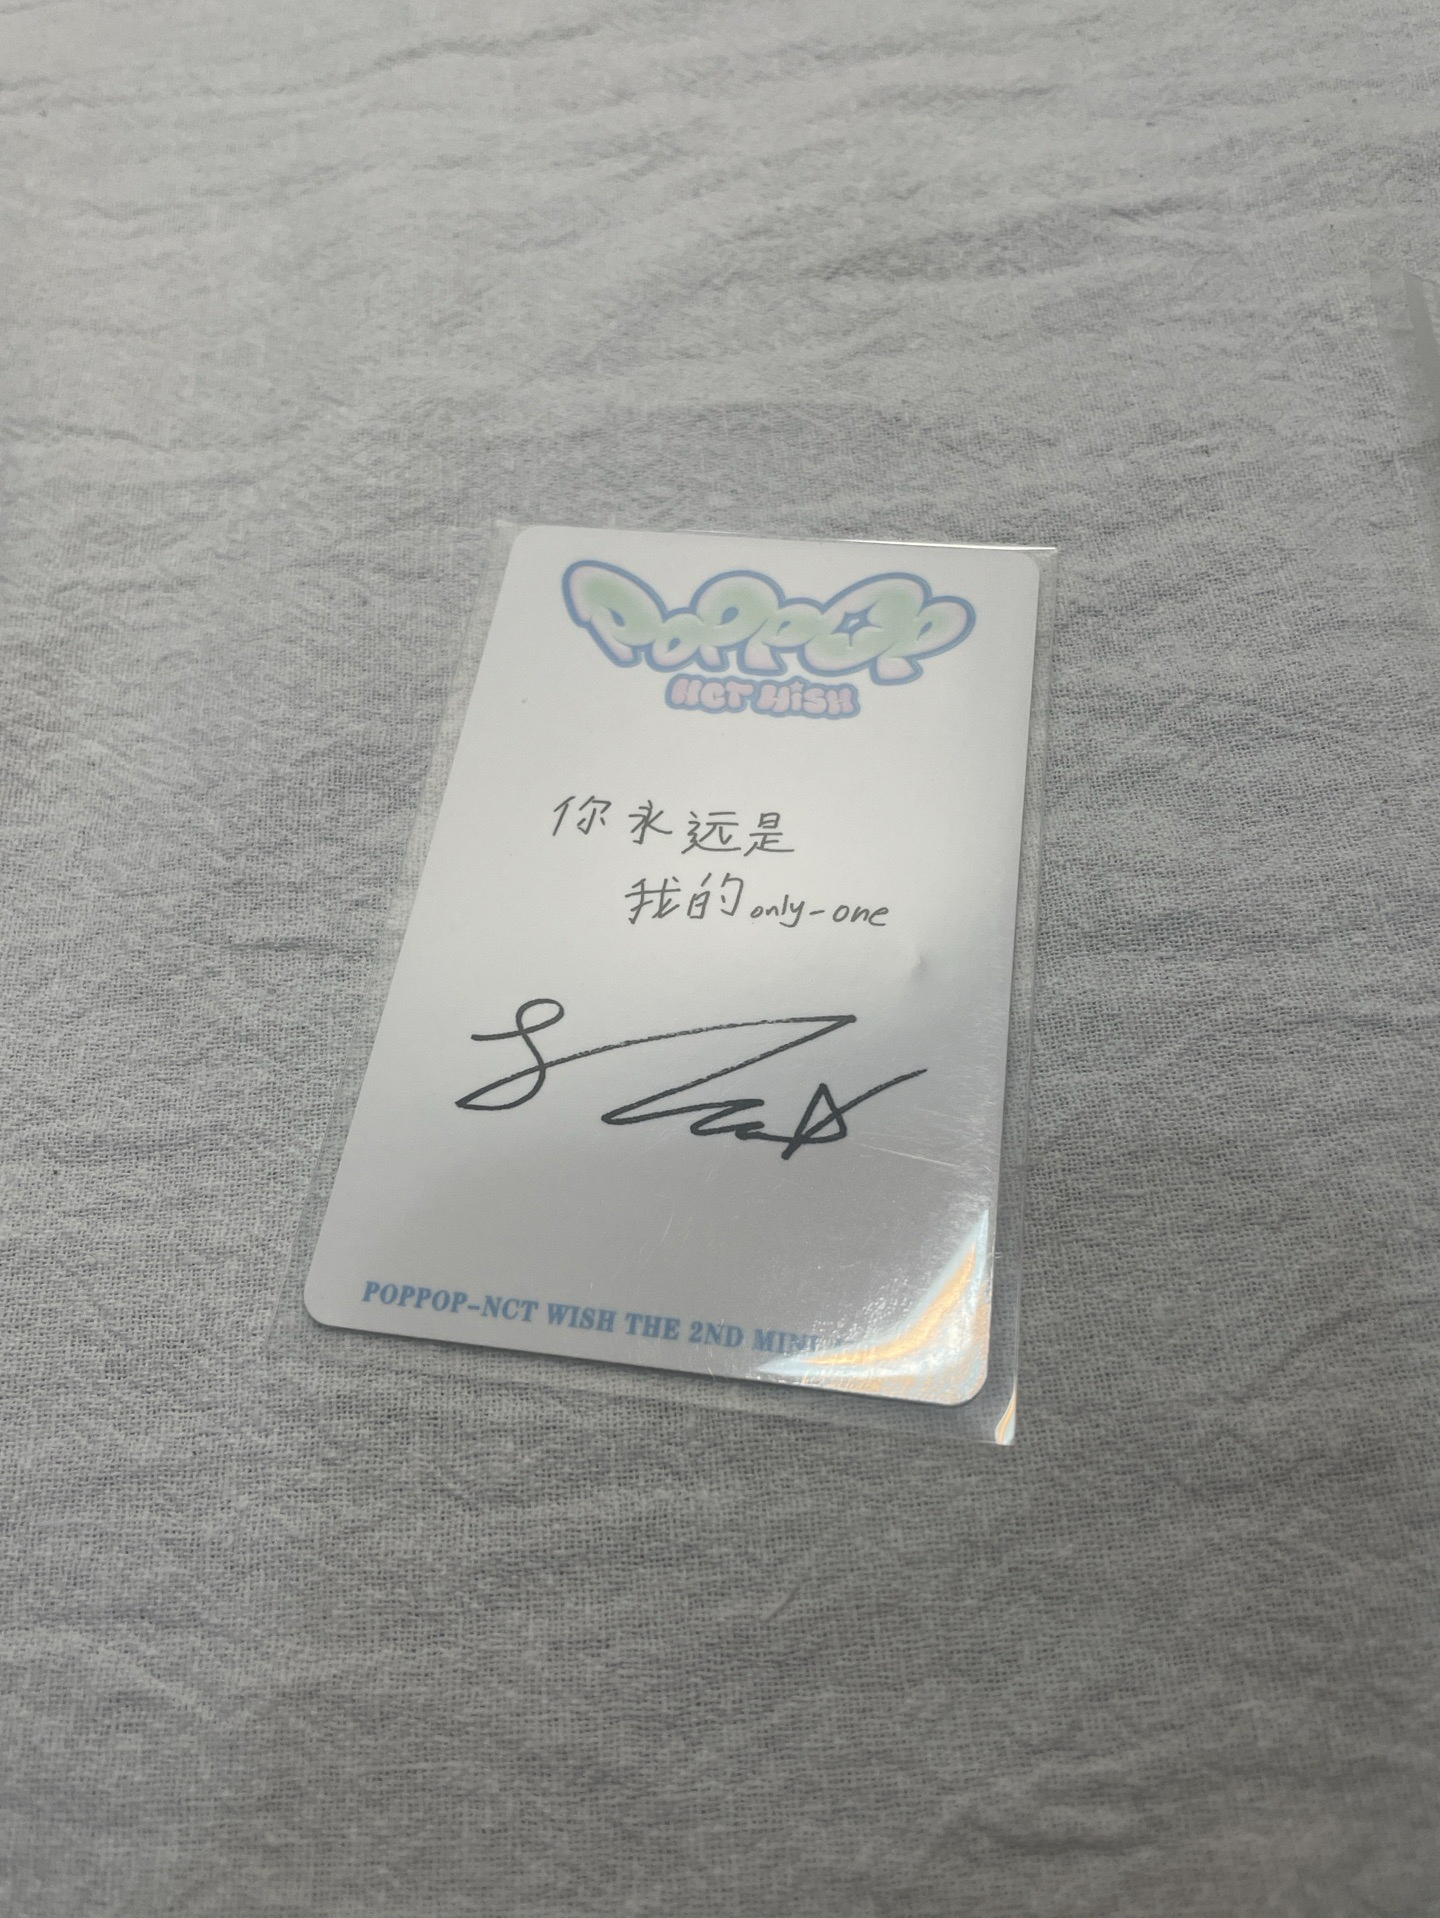 POPPOP
NCT WISH
你永远是
我的only-one
POPPOP-NCT WISH THE 2ND MINI